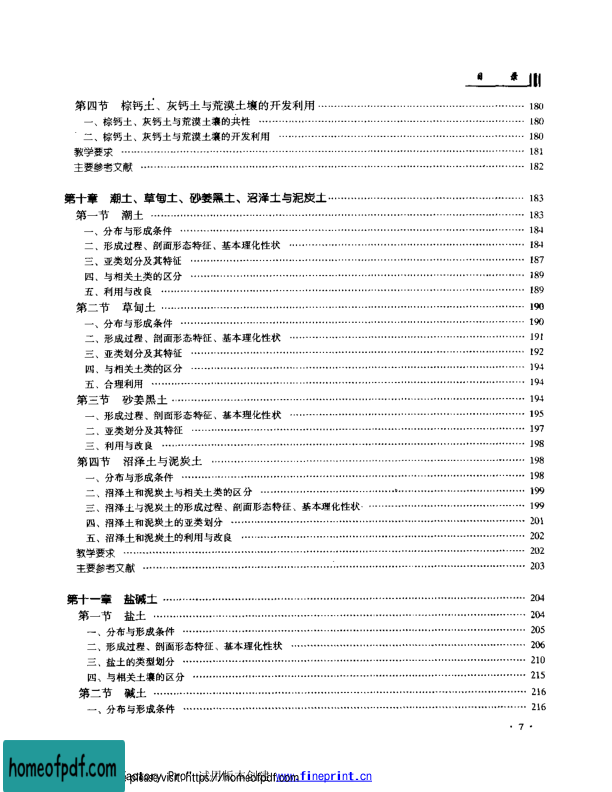 目 录
第四节 棕钙土、灰钙土与荒漠土壤的开发利用 180
一、棕钙土、灰钙土与荒漠土壤的共性 180
二、棕钙土、灰钙土与荒漠土壤的开发利用 180
教学要求 181
主要参考文献 182
第十章 潮土、草甸土、砂姜黑土、沼泽土与泥炭土 183
第一节 潮土 183
一、分布与形成条件 184
二、形成过程、剖面形态特征、基本理化性状 184
三、亚类划分及其特征 187
四、与相关土类的区分 189
五、利用与改良 189
第二节 草甸土 190
一、分布与形成条件 190
二、形成过程、剖面形态特征、基本理化性状 191
三、亚类划分及其特征 192
四、与相关土类的区分 194
五、合理利用 194
第三节 砂姜黑土 194
一、形成过程、剖面形态特征、基本理化性状 195
二、亚类划分及其特征 197
三、利用与改良 198
第四节 沼泽土与泥炭土 198
一、分布与形成条件 198
二、沼泽土和泥炭土与相关土类的区分 199
三、沼泽土与泥炭土的形成过程、剖面形态特征、基本理化性状 199
四、沼泽土和泥炭土的亚类划分 201
五、沼泽土和泥炭土的利用与改良 202
教学要求 202
主要参考文献 203
第十一章 盐碱土 204
第一节 盐土 204
一、分布与形成条件 205
二、形成过程、剖面形态特征、基本理化性状 206
三、盐土的类型划分 210
四、与相关土壤的区分 215
第二节 碱土 216
一、分布与形成条件 216
· 7 ·
homeofpdf.com
please visit https://homeofpdf.com
www.fineprint.cn